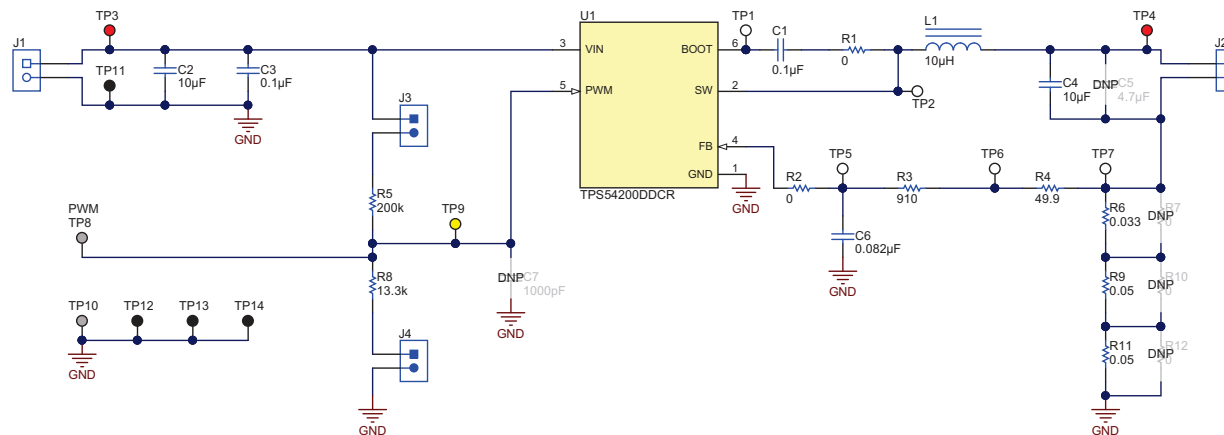 J1
TP3
TP11
C2
10µF
C3
0.1µF
GND
J3
R5
200k
PWM
TP8
TP9
R8
13.3k
DNP C7
1000pF
GND
TP10
TP12
TP13
TP14
GND
J4
GND
U1
3
VIN
5
PWM
BOOT
6
SW
2
FB
4
GND
1
TPS54200DDCR
GND
TP1
C1
0.1µF
R1
0
TP2
L1
10µH
TP4
J2
C4
10µF
DNP C5
4.7µF
R2
0
TP5
C6
0.082µF
GND
R3
910
TP6
R4
49.9
TP7
R6
0.033
DNP R7
0
R9
0.05
DNP R10
0
R11
0.05
DNP R12
0
GND